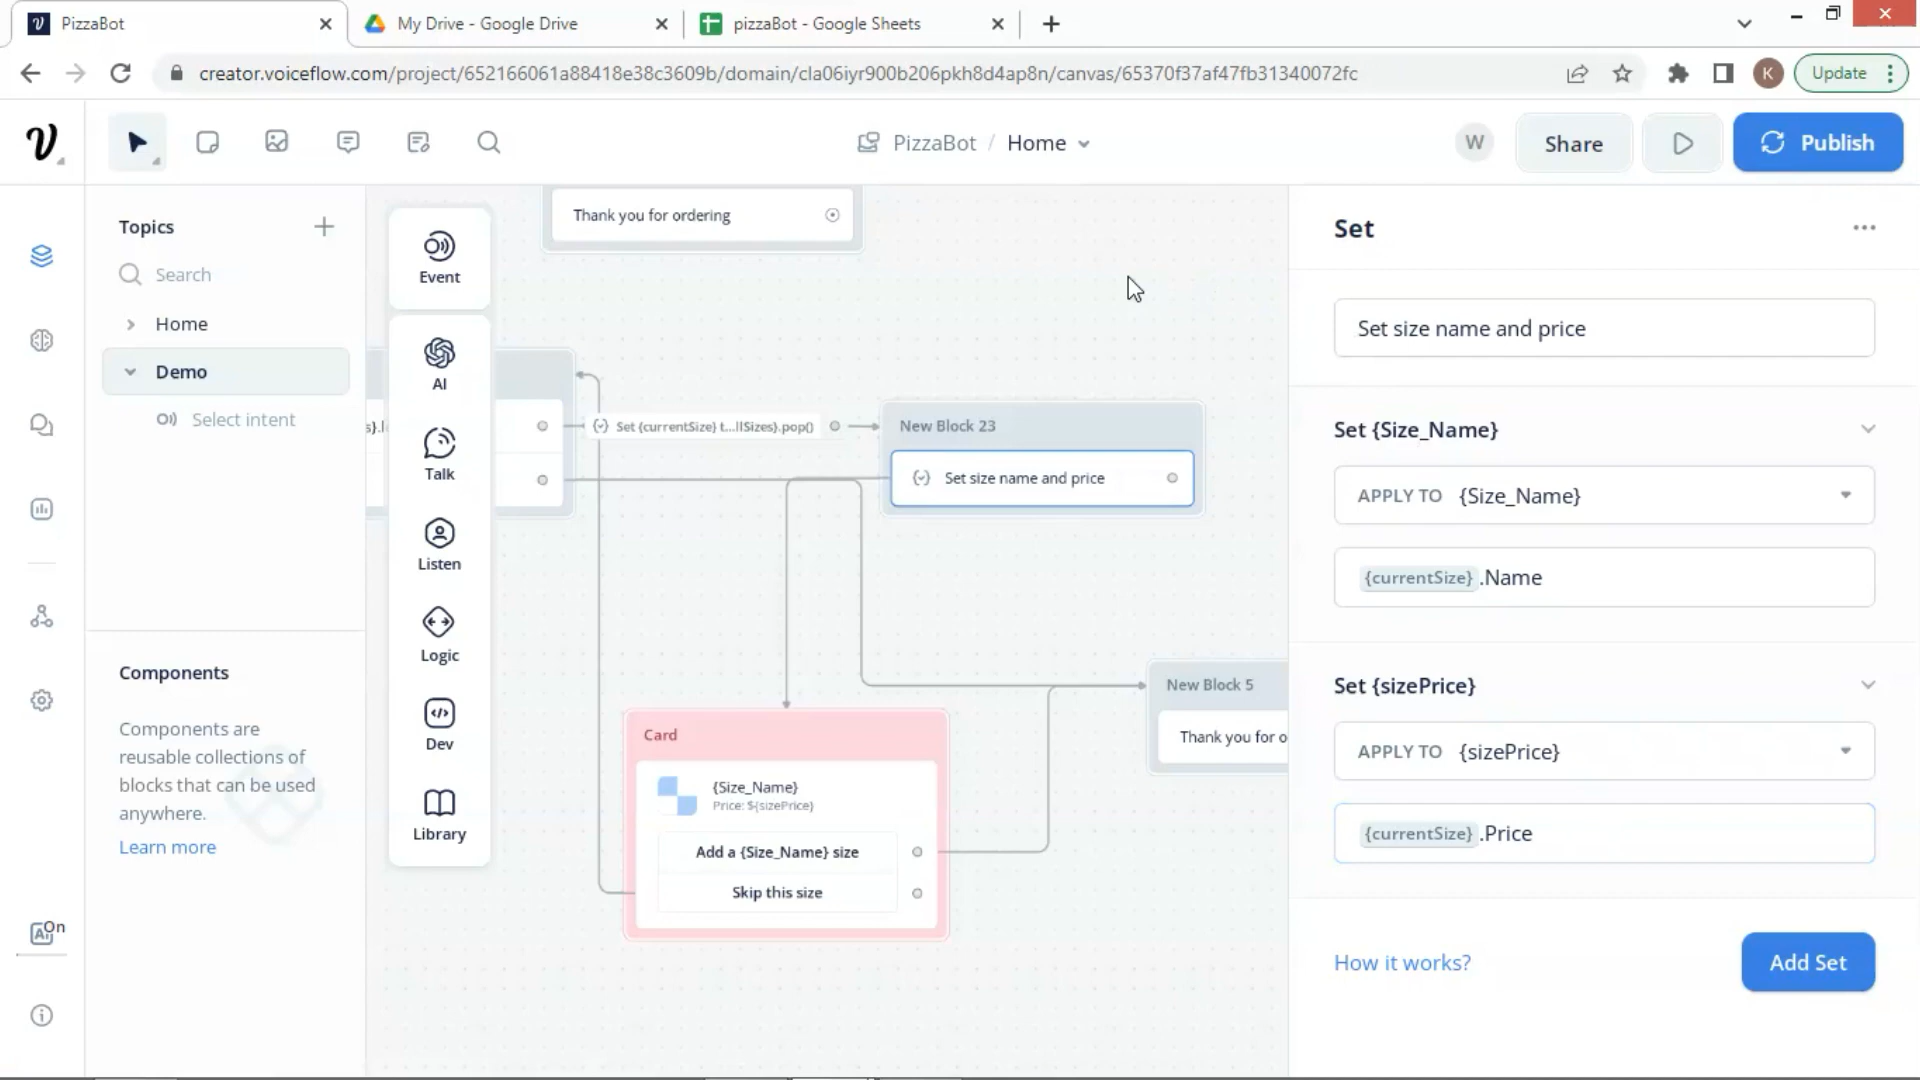 PizzaBot
My Drive - Google Drive
pizzaBot - Google Sheets
creator.voiceflow.com/project/652166061a88418e38c3609b/domain/cla06iyr900b206pkh8d4ap8n/canvas/65370f37af47fb31340072fc
K
Update
PizzaBot / Home
W
Share
Publish
Topics
Search
Home
Demo
Select intent
Components
Components are
reusable collections of
blocks that can be used
anywhere.
Learn more
On
Event
AI
Talk
Listen
Logic
Dev
Library
Thank you for ordering
Set {currentSize} t...llSizes}.pop()
New Block 23
Set size name and price
Card
{Size_Name}
Price: ${sizePrice}
Add a {Size_Name} size
Skip this size
New Block 5
Thank you for o
Set
Set size name and price
Set {Size_Name}
APPLY TO {Size_Name}
{currentSize} .Name
Set {sizePrice}
APPLY TO {sizePrice}
{currentSize} .Price
How it works?
Add Set